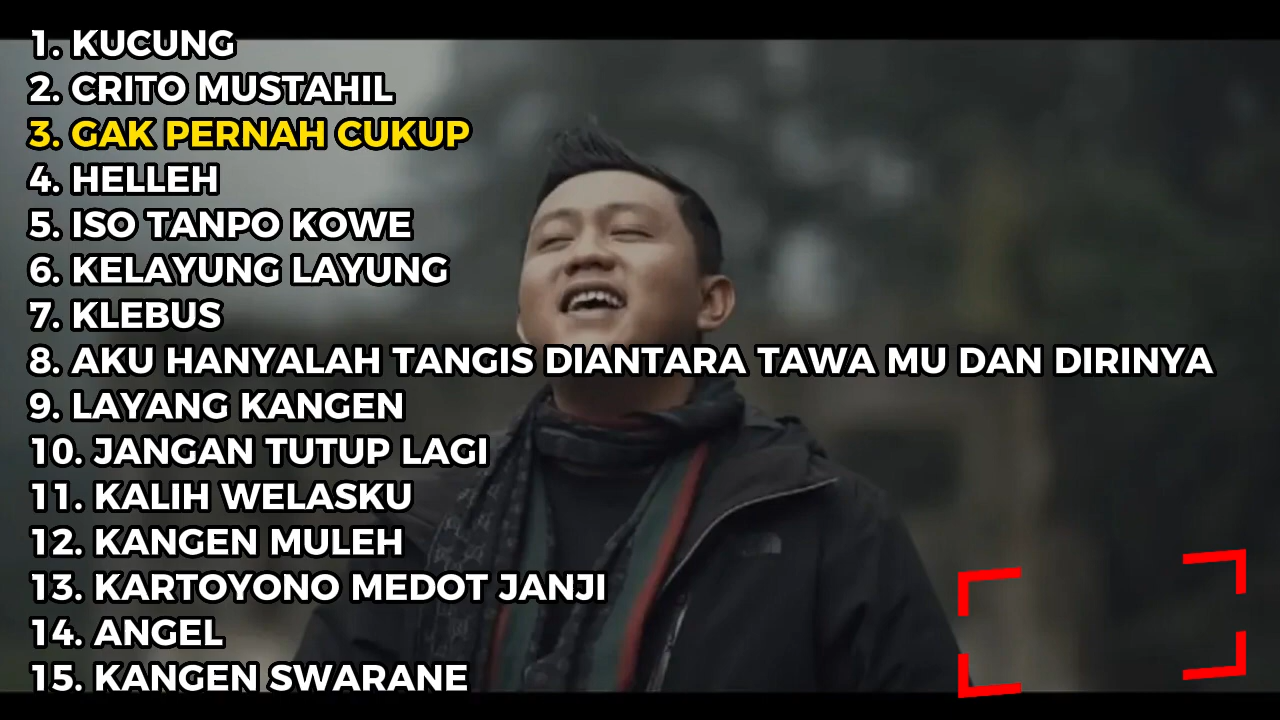 1. KUCUNG
2. CRITO MUSTAHIL
3. GAK PERNAH CUKUP
4. HELLEH
5. ISO TANPO KOWE
6. KELAYUNG LAYUNG
7. KLEBUS
8. AKU HANYALAH TANGIS DIANTARA TAWA MU DAN DIRINYA
9. LAYANG KANGEN
10. JANGAN TUTUP LAGI
11. KALIH WELASKU
12. KANGEN MULEH
13. KARTOYONO MEDOT JANJI
14. ANGEL
15. KANGEN SWARANE